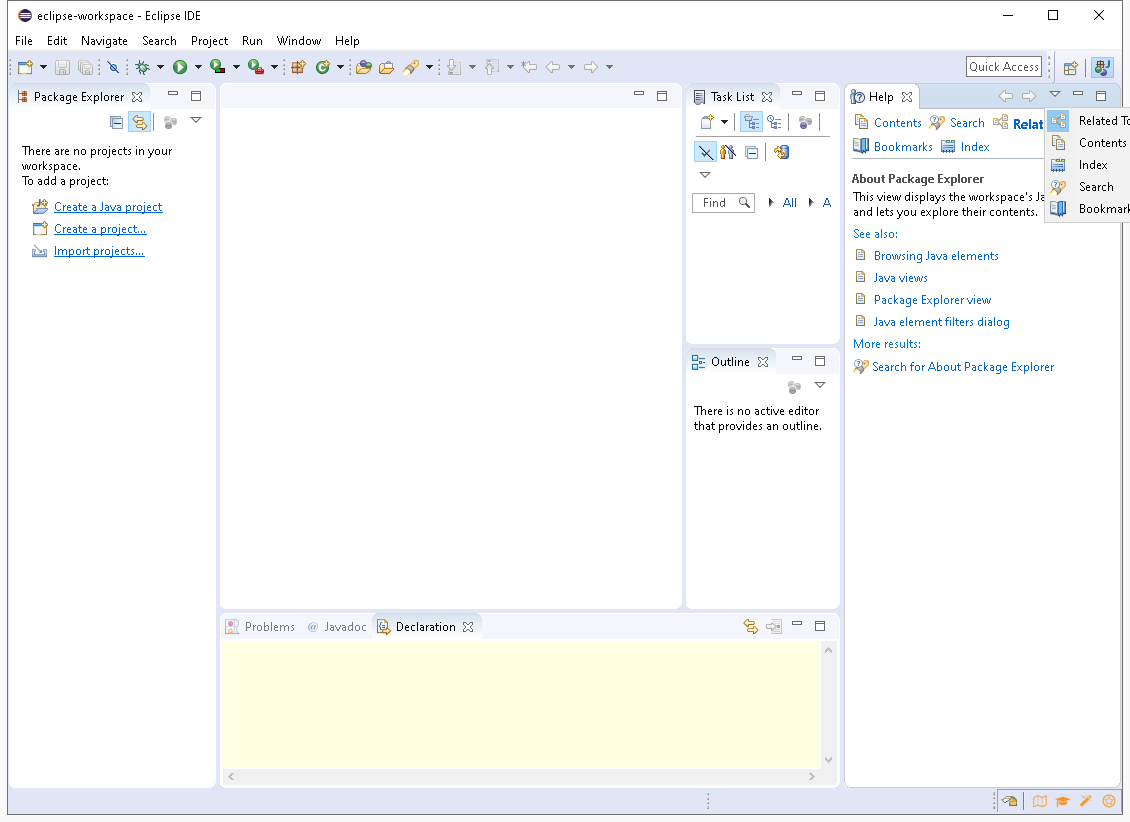 eclipse-workspace - Eclipse IDE
File Edit Navigate Search Project Run Window Help
Quick Access
Package Explorer
There are no projects in your
workspace.
To add a project:
Create a Java project
Create a project...
Import projects...
Task List
Find All A
Outline
There is no active editor
that provides an outline.
Problems @ Javadoc Declaration
Help
Contents Search Relat
Bookmarks Index
About Package Explorer
This view displays the workspace's Ja
and lets you explore their contents.
See also:
Browsing Java elements
Java views
Package Explorer view
Java element filters dialog
More results:
Search for About Package Explorer
Related To
Contents
Index
Search
Bookmark